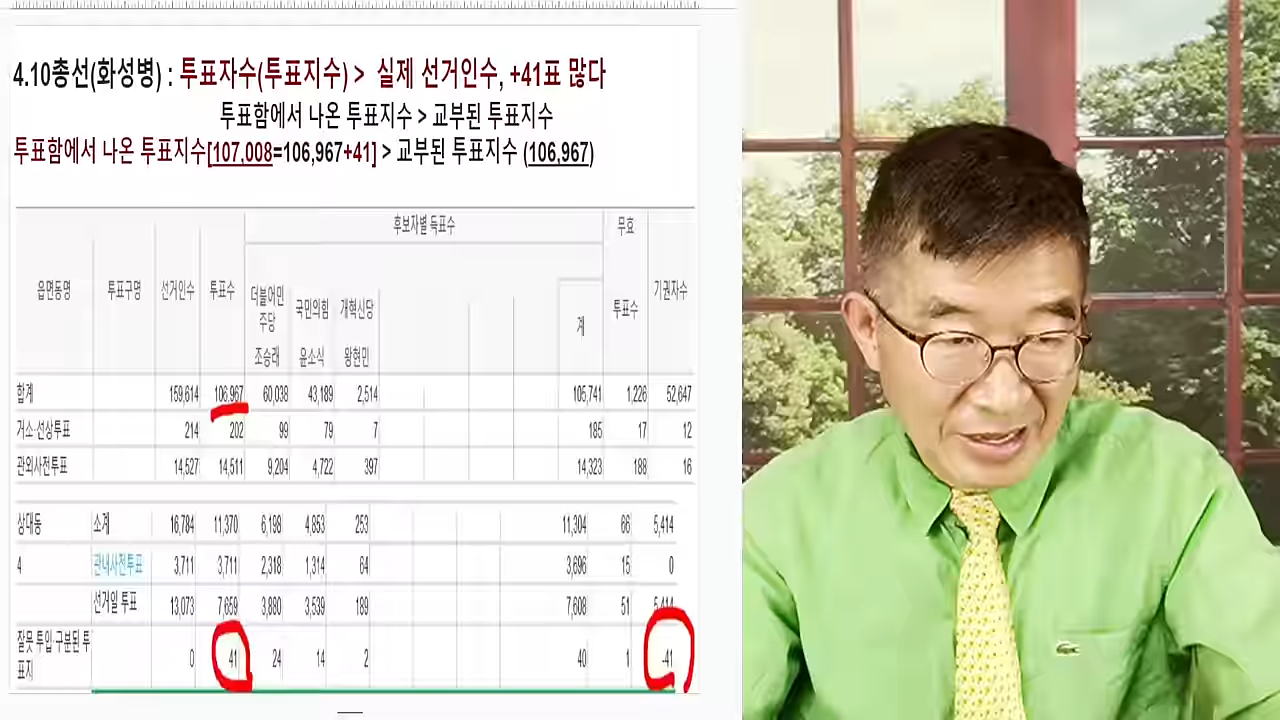 4.10총선(화성병) : 투표자수(투표지수) > 실제 선거인수, +41표 많다
투표함에서 나온 투표지수 > 교부된 투표지수
투표함에서 나온 투표지수[107,008=106,967+41] > 교부된 투표지수 (106,967)
후보자별 득표수
무효
읍면동명 투표구명 선거인수 투표수 더불어민 국민의힘 개혁신당 계 투표수 기권자수
주당
조승래 윤소식 왕현민
합계 159,614 106,967 60,038 43,189 2,514 105,741 1,226 52,647
거소·선상투표 214 202 99 79 7 185 17 12
관외사전투표 14,527 14,511 9,204 4,722 397 14,323 188 16
상대동 소계 16,784 11,370 6,198 4,853 253 11,304 66 5,414
4 관내사전투표 3,711 3,711 2,318 1,314 64 3,696 15 0
선거일 투표 13,073 7,659 3,880 3,539 189 7,608 51 5,414
잘못 투입·구분된 투 0 41 24 14 2 40 1 -41
표지